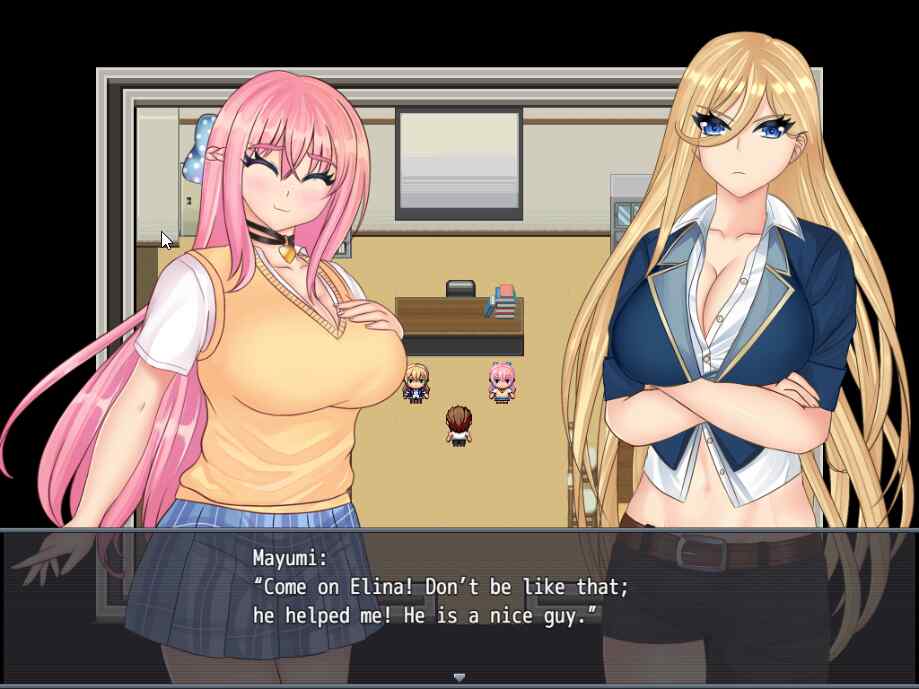 Mayumi:
“Come on Elina! Don’t be like that;
he helped me! He is a nice guy.”